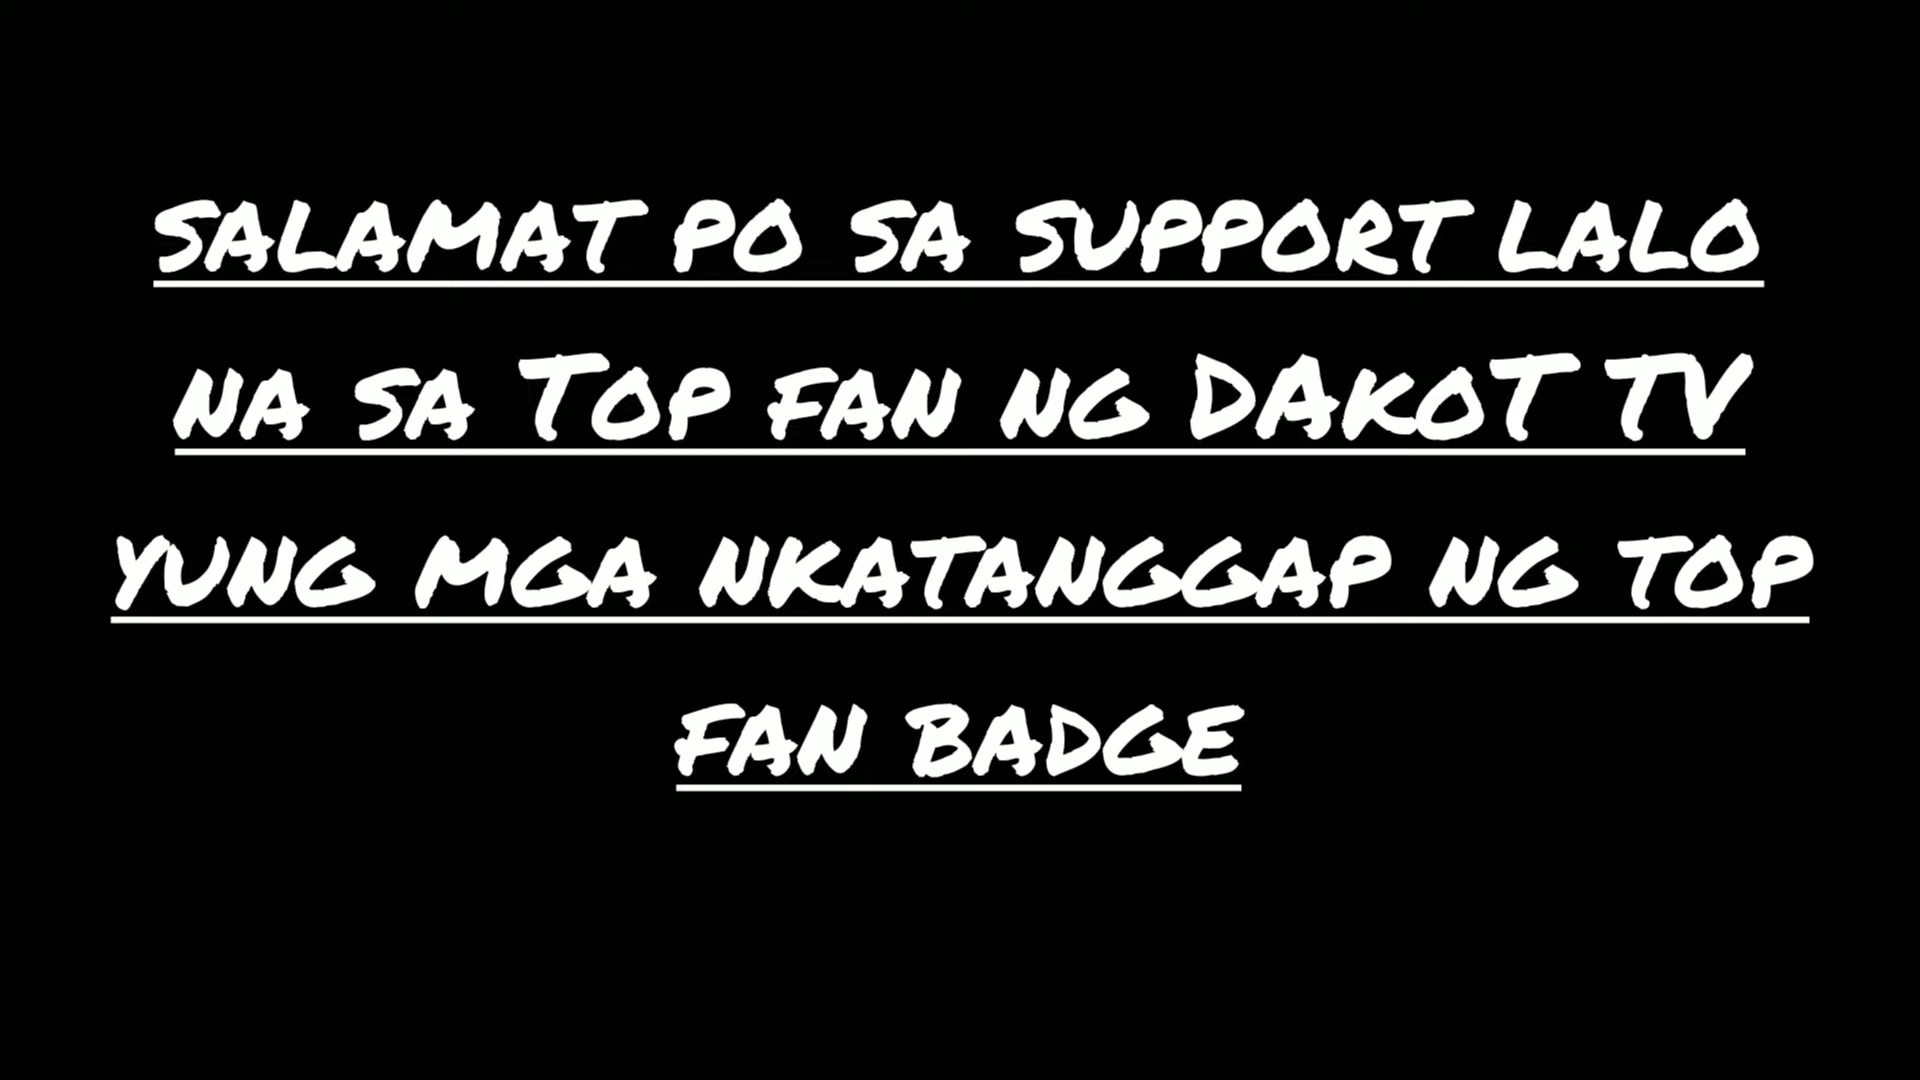 salamat po sa support lalo
na sa Top fan ng DAkoT TV
yung mga nkatanggap ng top
fan badge